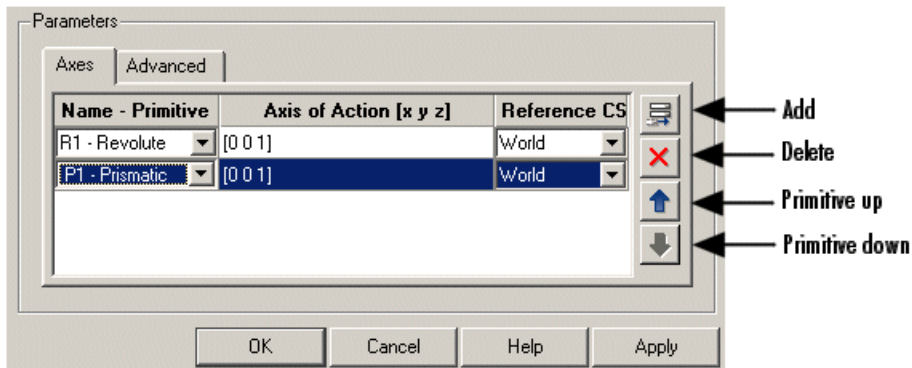 Parameters
Axes Advanced
Name - Primitive Axis of Action [x y z] Reference CS
R1 - Revolute [0 0 1] World
P1 - Prismatic [0 0 1] World
Add
Delete
Primitive up
Primitive down
OK Cancel Help Apply